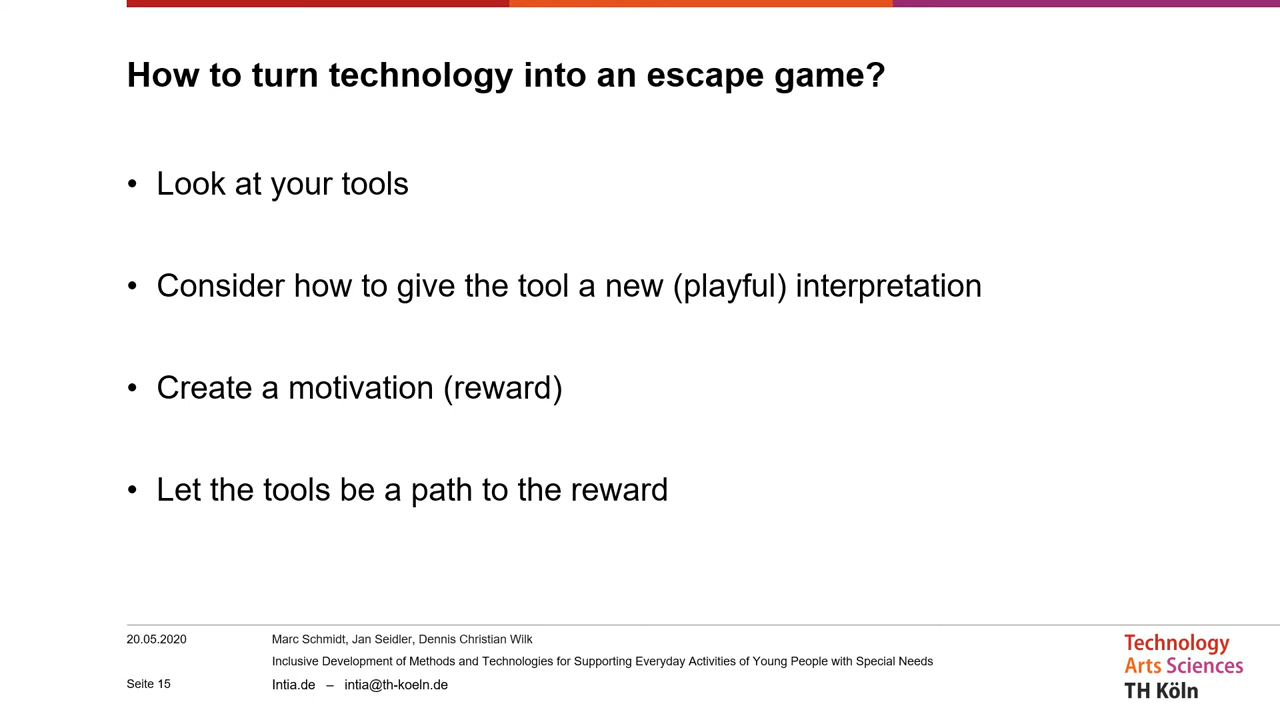 How to turn technology into an escape game?
• Look at your tools
• Consider how to give the tool a new (playful) interpretation
• Create a motivation (reward)
• Let the tools be a path to the reward
20.05.2020
Marc Schmidt, Jan Seidler, Dennis Christian Wilk
Inclusive Development of Methods and Technologies for Supporting Everyday Activities of Young People with Special Needs
Seite 15
Intia.de – intia@th-koeln.de
Technology
Arts Sciences
TH Köln